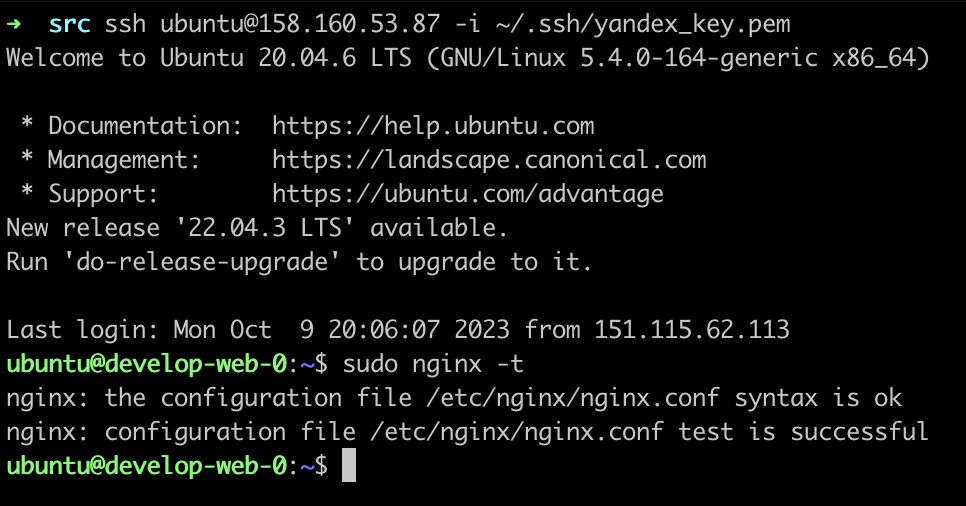 ➜  src ssh ubuntu@158.160.53.87 -i ~/.ssh/yandex_key.pem
Welcome to Ubuntu 20.04.6 LTS (GNU/Linux 5.4.0-164-generic x86_64)

 * Documentation:  https://help.ubuntu.com
 * Management:     https://landscape.canonical.com
 * Support:        https://ubuntu.com/advantage
New release '22.04.3 LTS' available.
Run 'do-release-upgrade' to upgrade to it.

Last login: Mon Oct  9 20:06:07 2023 from 151.115.62.113
ubuntu@develop-web-0:~$ sudo nginx -t
nginx: the configuration file /etc/nginx/nginx.conf syntax is ok
nginx: configuration file /etc/nginx/nginx.conf test is successful
ubuntu@develop-web-0:~$